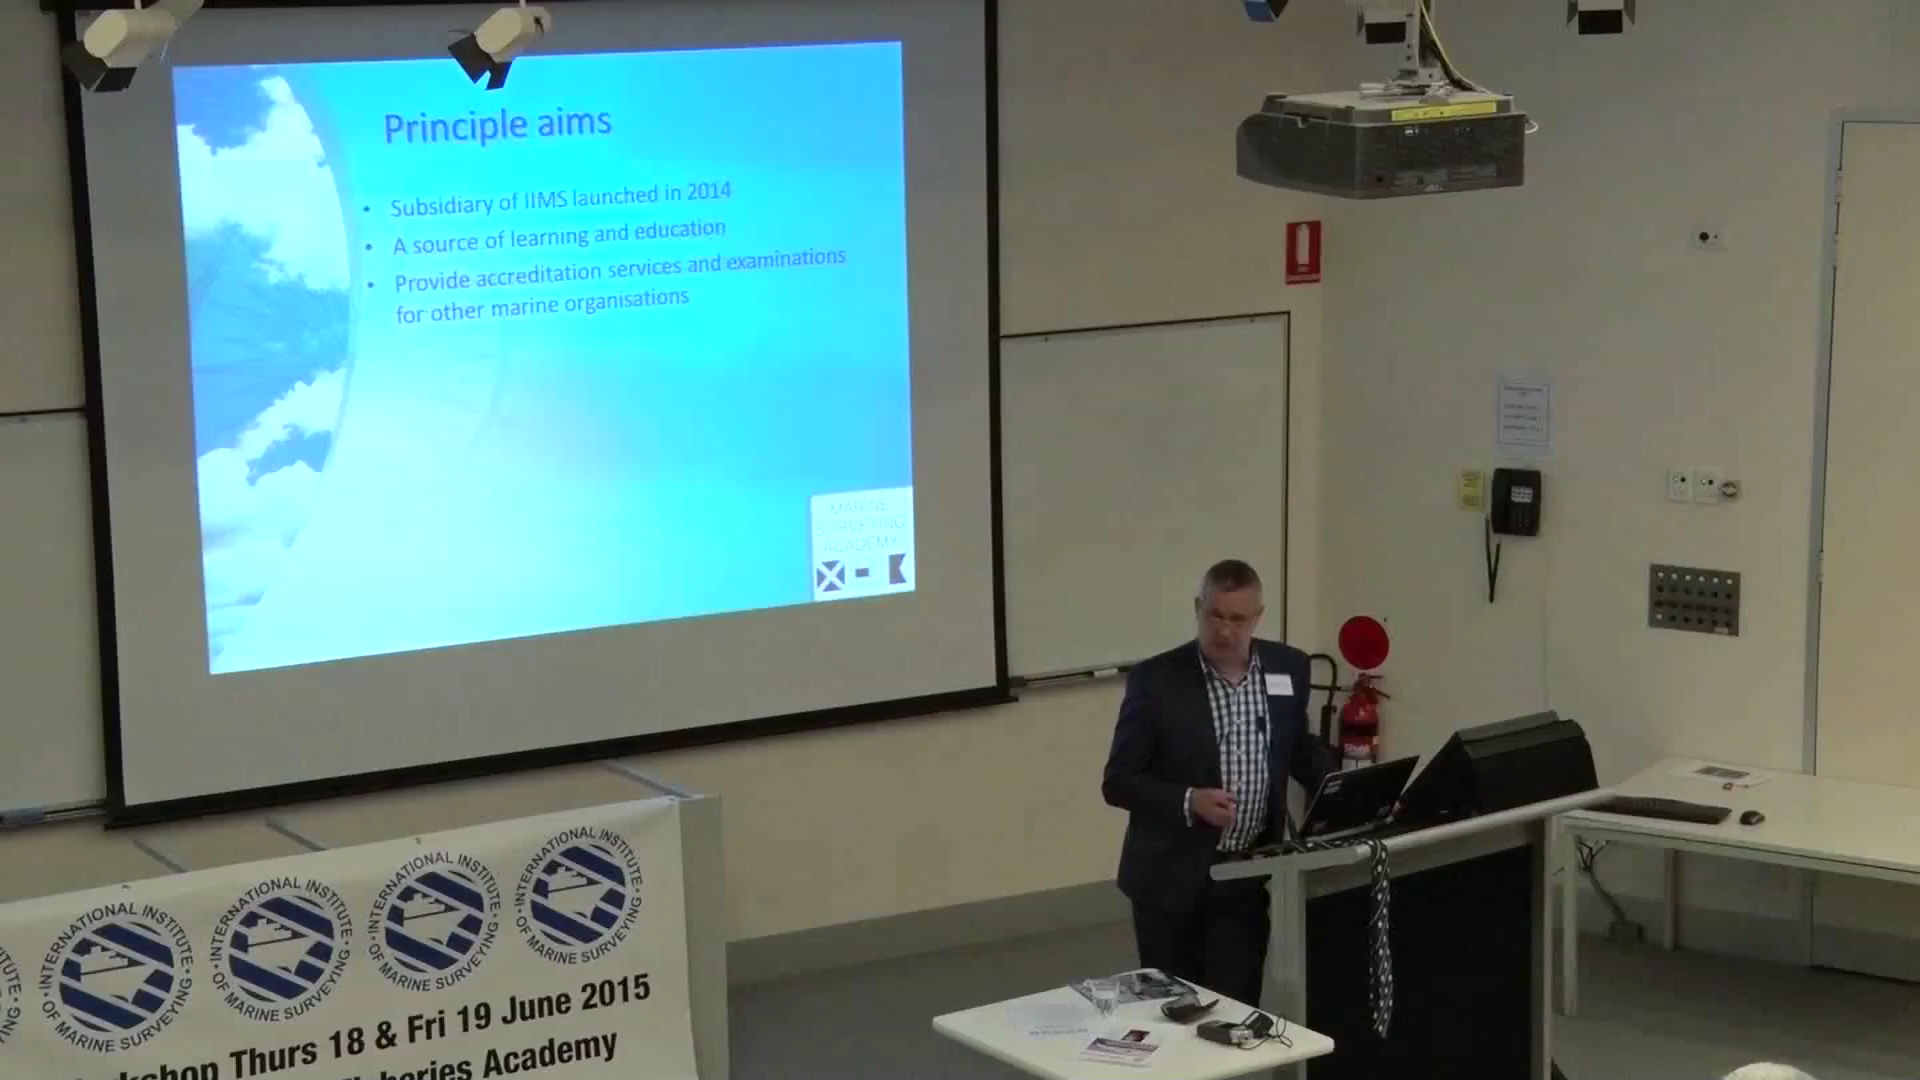 Principle aims
• Subsidiary of IIMS launched in 2014
• A source of learning and education
• Provide accreditation services and examinations
for other marine organisations
MARINE
SURVEYING
ACADEMY
INTERNATIONAL INSTITUTE
OF MARINE SURVEYING
INTERNATIONAL INSTITUTE
OF MARINE SURVEYING
INTERNATIONAL INSTITUTE
OF MARINE SURVEYING
INTERNATIONAL INSTITUTE
OF MARINE SURVEYING
Thurs 18 & Fri 19 June 2015
Academy